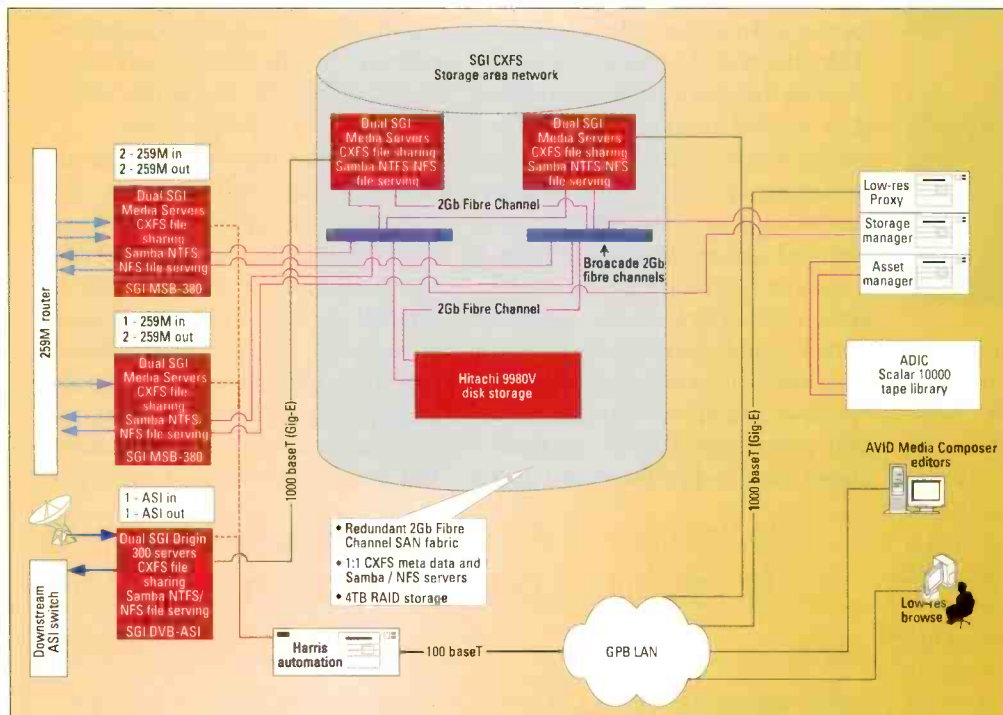 SGI CXFS
Storage area network
Dual SGI
Media Servers
CXFS file sharing
Samba NTFS NFS
file serving
Dual SGI
Media Servers
CXFS file sharing
Samba NTFS NFS
file serving
2Gb Fibre Channel
Broacade 2Gb
fibre channels
2Gb Fibre Channel
Hitachi 9980V
disk storage
259M router
2 - 259M in
2 - 259M out
Dual SGI
Media Servers
CXFS file
sharing
Samba NTFS,
NFS file serving
SGI MSB-380
1 - 259M in
2 - 259M out
Dual SGI
Media Servers
CXFS file
sharing
Samba NTFS,
NFS file serving
SGI MSB-380
1 - ASI in
1 - ASI out
Dual SGI Origin
300 servers
CXFS file
sharing
Samba NTFS/
NFS file serving
SGI DVB-ASI
Downstream
ASI switch
1000 baseT (Gig-E)
• Redundant 2Gb Fibre
Channel SAN fabric
• 1:1 CXFS meta data and
Samba / NFS servers
• 4TB RAID storage
Harris
automation
100 baseT
GPB LAN
1000 baseT (Gig-E)
Low-res
Proxy
Storage
manager
Asset
manager
ADIC
Scalar 10000
tape library
AVID Media Composer
editors
Low-res
browse